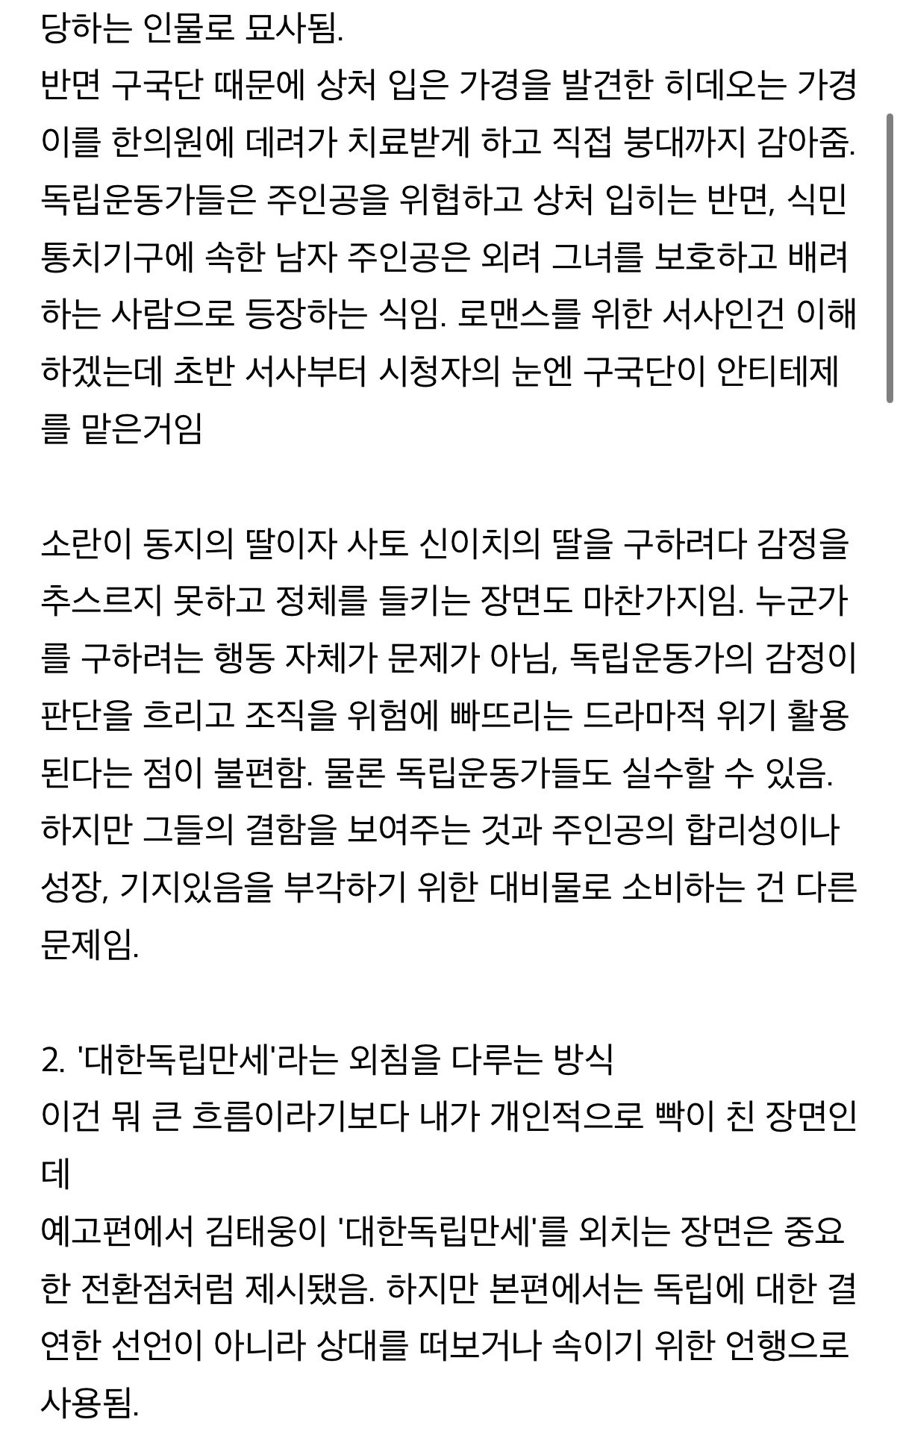 당하는 인물로 묘사됨.
반면 구국단 때문에 상처 입은 가경을 발견한 히데오는 가경
이를 한의원에 데려가 치료받게 하고 직접 붕대까지 감아줌.
독립운동가들은 주인공을 위협하고 상처 입히는 반면, 식민
통치기구에 속한 남자 주인공은 외려 그녀를 보호하고 배려
하는 사람으로 등장하는 식임. 로맨스를 위한 서사인건 이해
하겠는데 초반 서사부터 시청자의 눈엔 구국단이 안티테제
를 맡은거임
소란이 동지의 딸이자 사토 신이치의 딸을 구하려다 감정을
추스르지 못하고 정체를 들키는 장면도 마찬가지임. 누군가
를 구하려는 행동 자체가 문제가 아님, 독립운동가의 감정이
판단을 흐리고 조직을 위험에 빠뜨리는 드라마적 위기 활용
된다는 점이 불편함. 물론 독립운동가들도 실수할 수 있음.
하지만 그들의 결함을 보여주는 것과 주인공의 합리성이나
성장, 기지있음을 부각하기 위한 대비물로 소비하는 건 다른
문제임.
2. '대한독립만세'라는 외침을 다루는 방식
이건 뭐 큰 흐름이라기보다 내가 개인적으로 빡이 친 장면인
데
예고편에서 김태웅이 '대한독립만세'를 외치는 장면은 중요
한 전환점처럼 제시됐음. 하지만 본편에서는 독립에 대한 결
연한 선언이 아니라 상대를 떠보거나 속이기 위한 언행으로
사용됨.